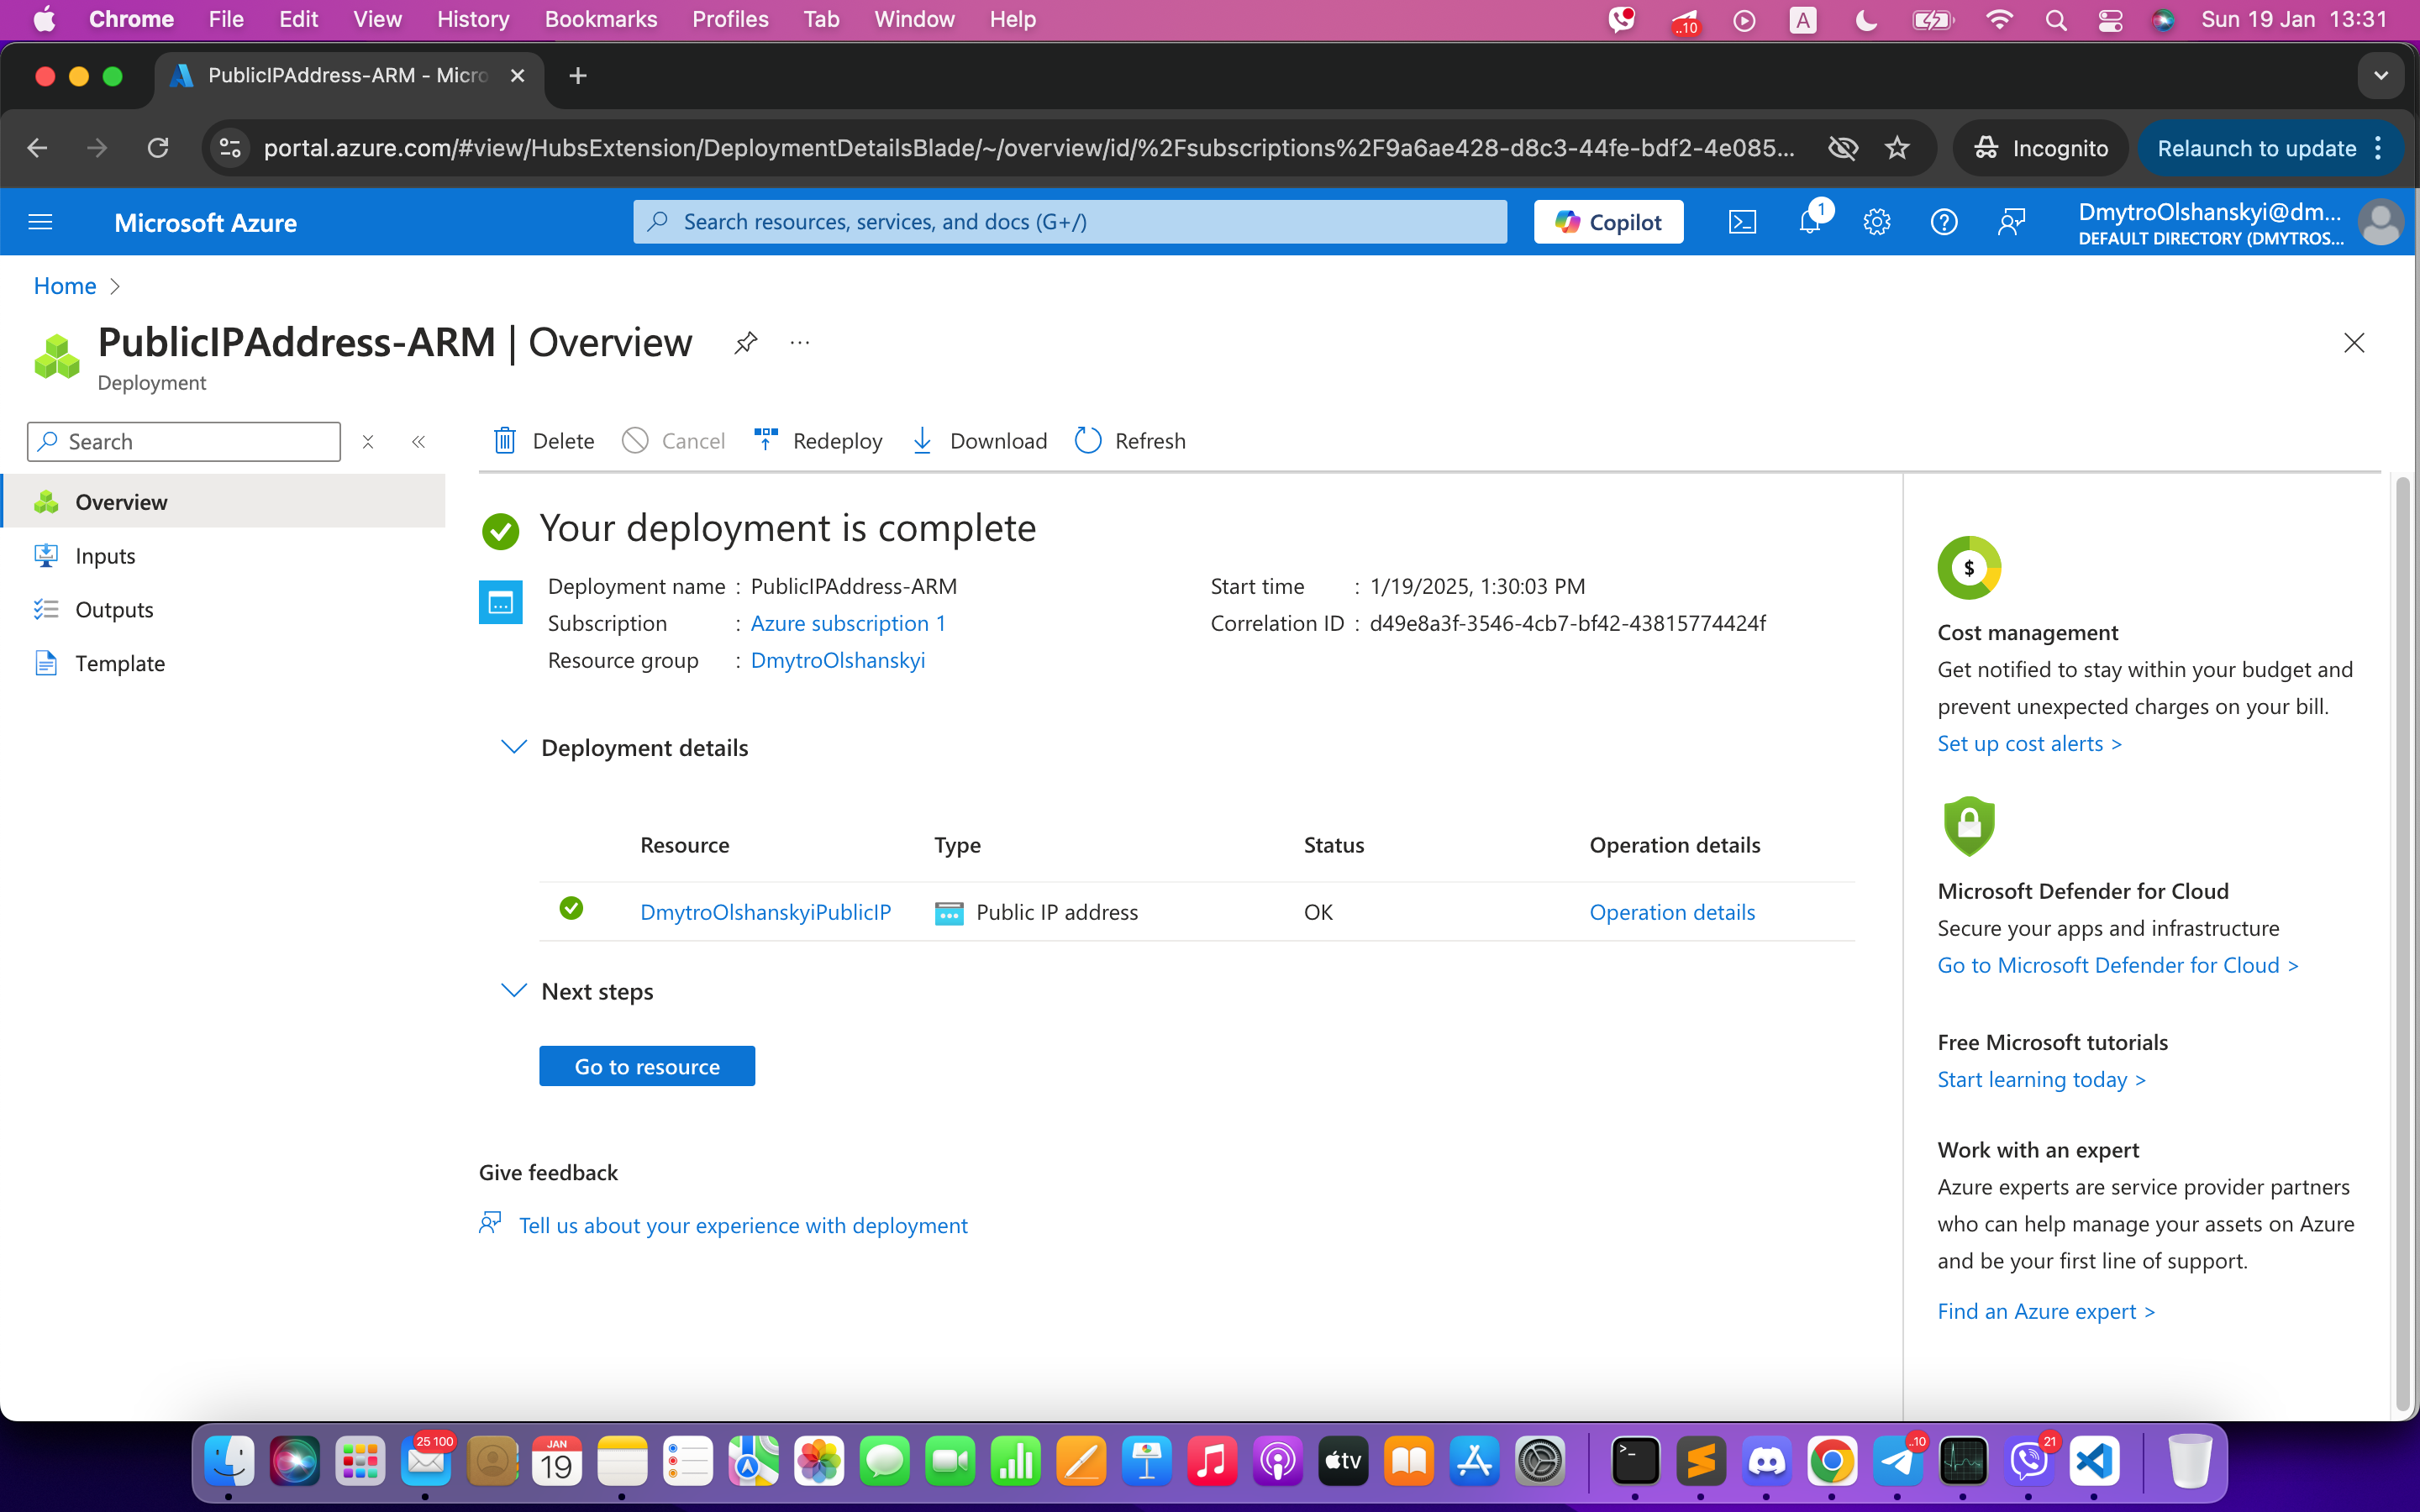 Chrome File Edit View History Bookmarks Profiles Tab Window Help ..10 A Sun 19 Jan 13:31
PublicIPAddress-ARM - Micro
portal.azure.com/#view/HubsExtension/DeploymentDetailsBlade/~/overview/id/%2Fsubscriptions%2F9a6ae428-d8c3-44fe-bdf2-4e085... Incognito Relaunch to update
Microsoft Azure Search resources, services, and docs (G+/) Copilot 1 DmytroOlshanskyi@dm...
DEFAULT DIRECTORY (DMYTROS...
Home >
PublicIPAddress-ARM | Overview ...
Deployment
Search
Delete Cancel Redeploy Download Refresh
Overview
Inputs
Outputs
Template
Your deployment is complete
Deployment name : PublicIPAddress-ARM
Subscription : Azure subscription 1
Resource group : DmytroOlshanskyi
Start time : 1/19/2025, 1:30:03 PM
Correlation ID : d49e8a3f-3546-4cb7-bf42-43815774424f
Deployment details
Resource Type Status Operation details
DmytroOlshanskyiPublicIP Public IP address OK Operation details
Next steps
Go to resource
Give feedback
Tell us about your experience with deployment
$
Cost management
Get notified to stay within your budget and
prevent unexpected charges on your bill.
Set up cost alerts >
Microsoft Defender for Cloud
Secure your apps and infrastructure
Go to Microsoft Defender for Cloud >
Free Microsoft tutorials
Start learning today >
Work with an expert
Azure experts are service provider partners
who can help manage your assets on Azure
and be your first line of support.
Find an Azure expert >
25 100 JAN 19 tv ..10 21